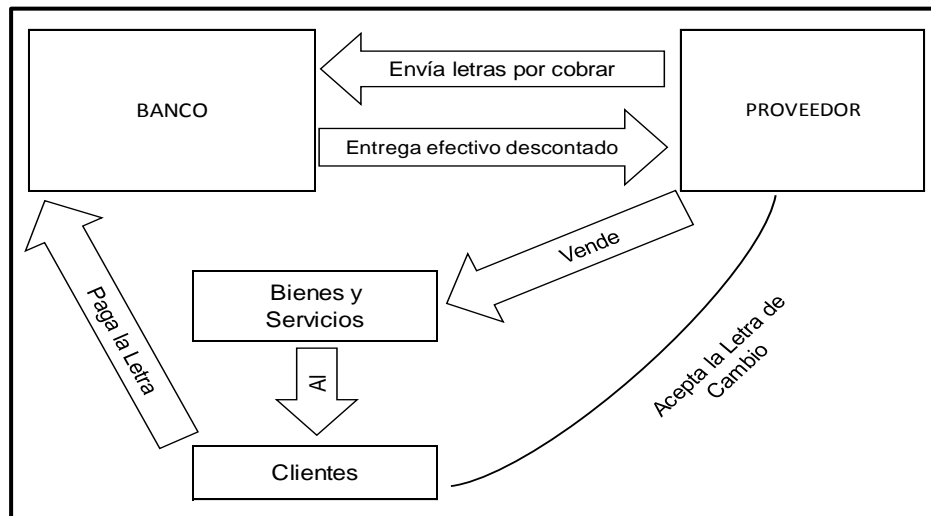 Envía letras por cobrar
BANCO
PROVEEDOR
Entrega efectivo descontado
Vende
Bienes y
Servicios
Paga la Letra
Al
Acepta la Letra de
Cambio
Clientes